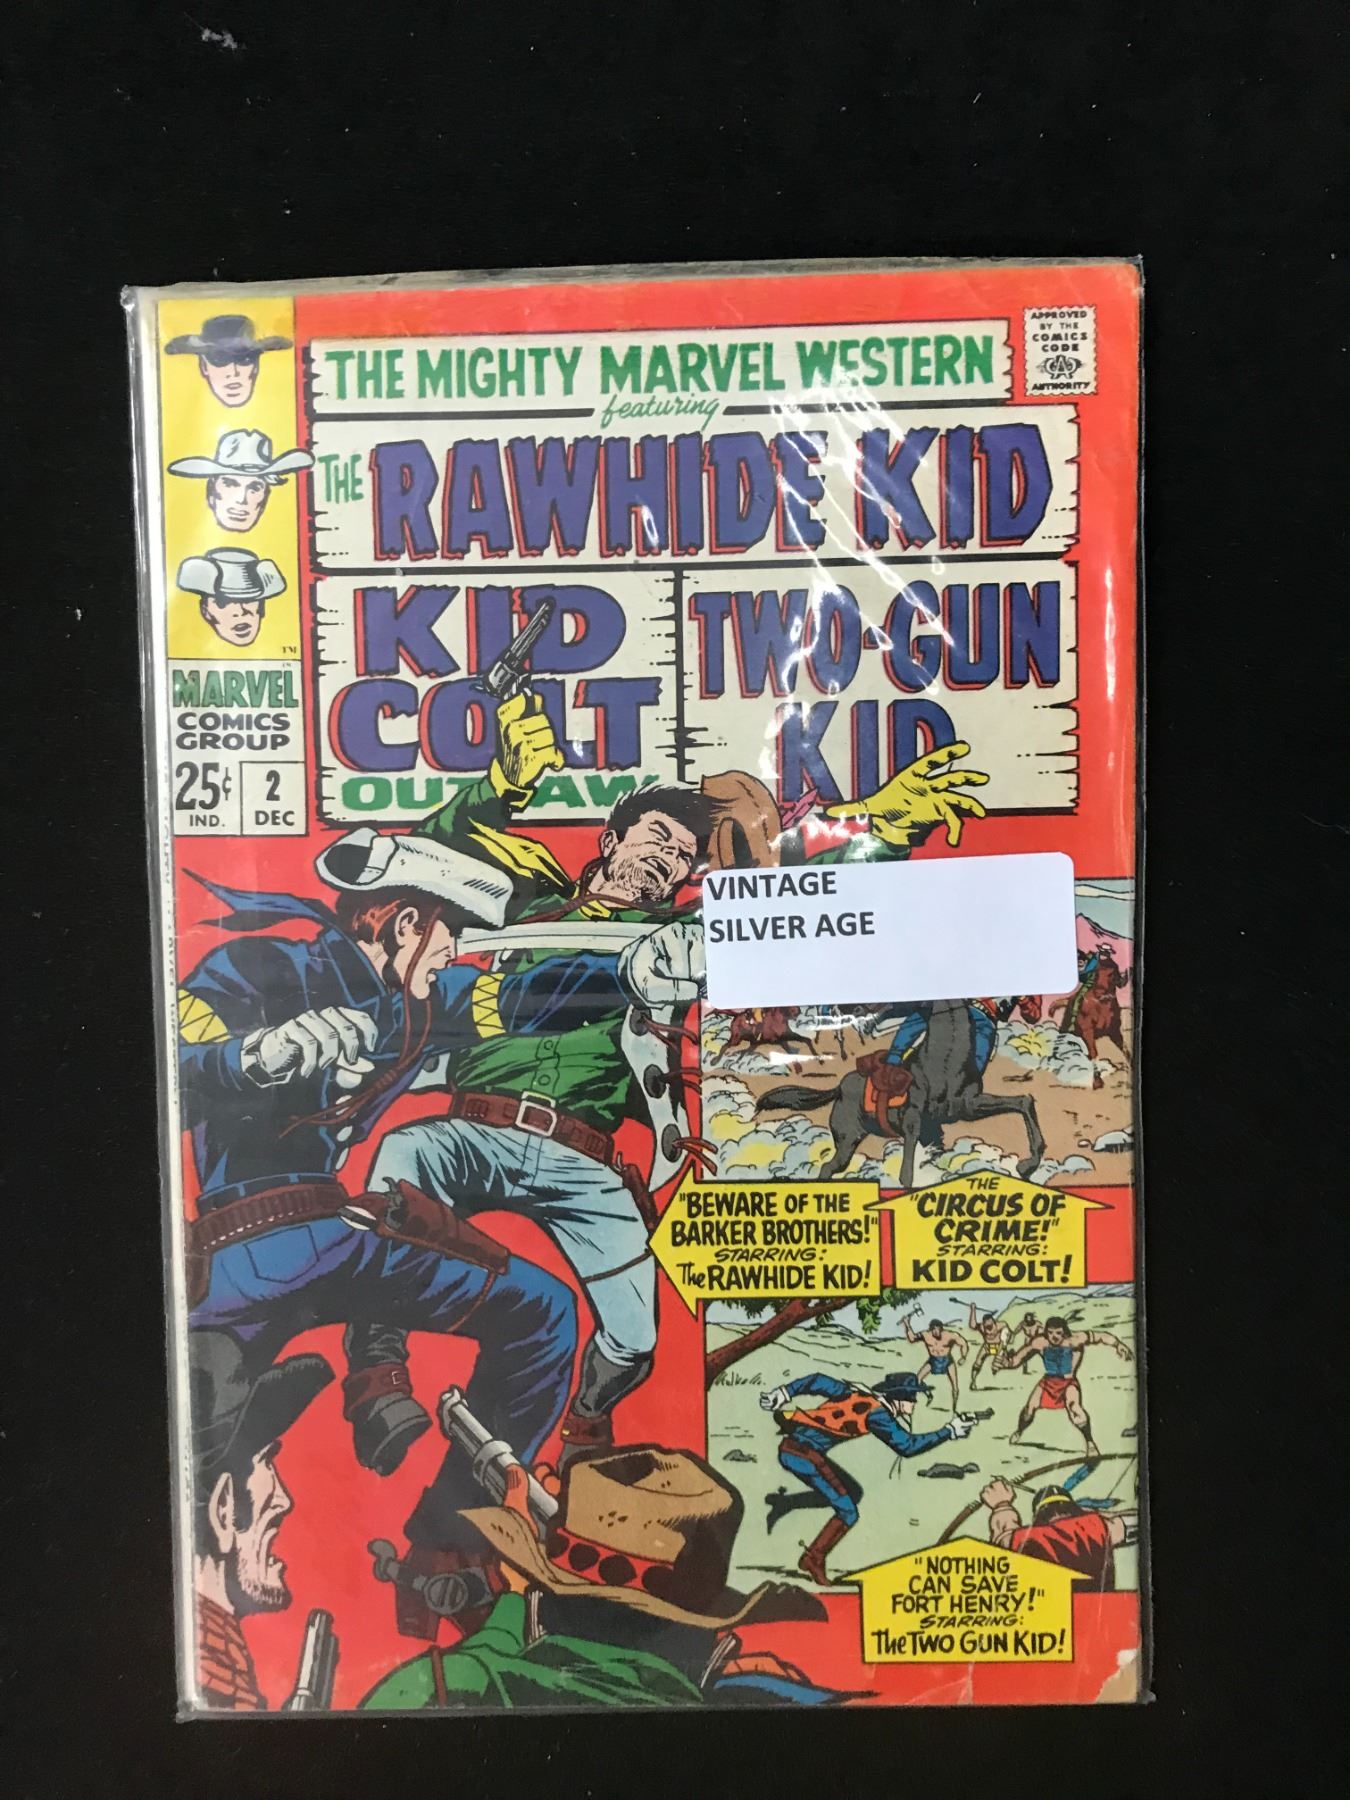 APPROVED
BY THE
COMICS
CODE
CA
AUTHORITY
THE MIGHTY MARVEL WESTERN
featuring
THE RAWHIDE KID
KID
COLT
OUTLAW
TWO-GUN
KID
TM
MARVEL
COMICS
GROUP
25¢
IND.
2
DEC
VINTAGE
SILVER AGE
"BEWARE OF THE
BARKER BROTHERS!"
STARRING:
The RAWHIDE KID!
THE
"CIRCUS OF
CRIME!"
STARRING:
KID COLT!
"NOTHING
CAN SAVE
FORT HENRY!"
STARRING:
The TWO GUN KID!